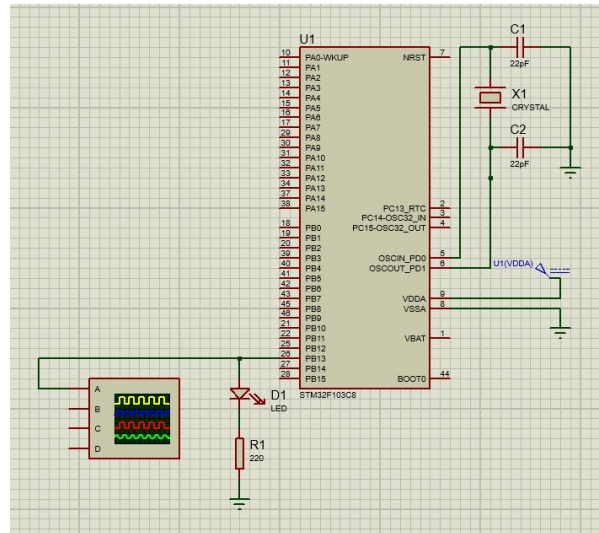 U1
10 PA0-WKUP NRST 7
11 PA1
12 PA2
13 PA3
14 PA4
15 PA5
16 PA6
17 PA7
29 PA8
30 PA9
31 PA10
32 PA11
33 PA12
34 PA13
37 PA14
38 PA15
PC13_RTC 2
PC14-OSC32_IN 3
PC15-OSC32_OUT 4
18 PB0
19 PB1
20 PB2
39 PB3 OSCIN_PD0 5
40 PB4 OSCOUT_PD1 6
41 PB5
42 PB6
43 PB7 VDDA 9
45 PB8 VSSA 8
46 PB9
21 PB10
22 PB11 VBAT 1
25 PB12
26 PB13
27 PB14
28 PB15 BOOT0 44
STM32F103C8
C1
22pF
X1
CRYSTAL
C2
22pF
U1(VDDA)
A
B
C
D
D1
LED
R1
220